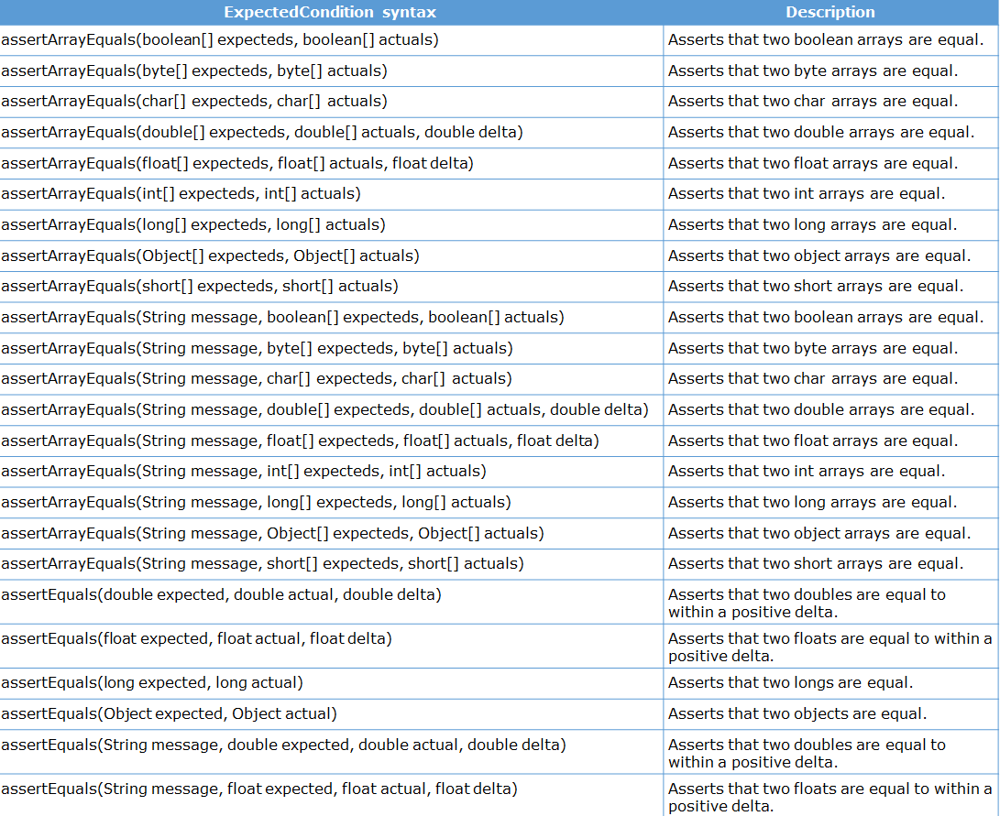 ExpectedCondition syntax Description
assertArrayEquals(boolean[] expecteds, boolean[] actuals) Asserts that two boolean arrays are equal.
assertArrayEquals(byte[] expecteds, byte[] actuals) Asserts that two byte arrays are equal.
assertArrayEquals(char[] expecteds, char[] actuals) Asserts that two char arrays are equal.
assertArrayEquals(double[] expecteds, double[] actuals, double delta) Asserts that two double arrays are equal.
assertArrayEquals(float[] expecteds, float[] actuals, float delta) Asserts that two float arrays are equal.
assertArrayEquals(int[] expecteds, int[] actuals) Asserts that two int arrays are equal.
assertArrayEquals(long[] expecteds, long[] actuals) Asserts that two long arrays are equal.
assertArrayEquals(Object[] expecteds, Object[] actuals) Asserts that two object arrays are equal.
assertArrayEquals(short[] expecteds, short[] actuals) Asserts that two short arrays are equal.
assertArrayEquals(String message, boolean[] expecteds, boolean[] actuals) Asserts that two boolean arrays are equal.
assertArrayEquals(String message, byte[] expecteds, byte[] actuals) Asserts that two byte arrays are equal.
assertArrayEquals(String message, char[] expecteds, char[] actuals) Asserts that two char arrays are equal.
assertArrayEquals(String message, double[] expecteds, double[] actuals, double delta) Asserts that two double arrays are equal.
assertArrayEquals(String message, float[] expecteds, float[] actuals, float delta) Asserts that two float arrays are equal.
assertArrayEquals(String message, int[] expecteds, int[] actuals) Asserts that two int arrays are equal.
assertArrayEquals(String message, long[] expecteds, long[] actuals) Asserts that two long arrays are equal.
assertArrayEquals(String message, Object[] expecteds, Object[] actuals) Asserts that two object arrays are equal.
assertArrayEquals(String message, short[] expecteds, short[] actuals) Asserts that two short arrays are equal.
assertEquals(double expected, double actual, double delta) Asserts that two doubles are equal to
within a positive delta.
assertEquals(float expected, float actual, float delta) Asserts that two floats are equal to within a
positive delta.
assertEquals(long expected, long actual) Asserts that two longs are equal.
assertEquals(Object expected, Object actual) Asserts that two objects are equal.
assertEquals(String message, double expected, double actual, double delta) Asserts that two doubles are equal to
within a positive delta.
assertEquals(String message, float expected, float actual, float delta) Asserts that two floats are equal to within a
positive delta.